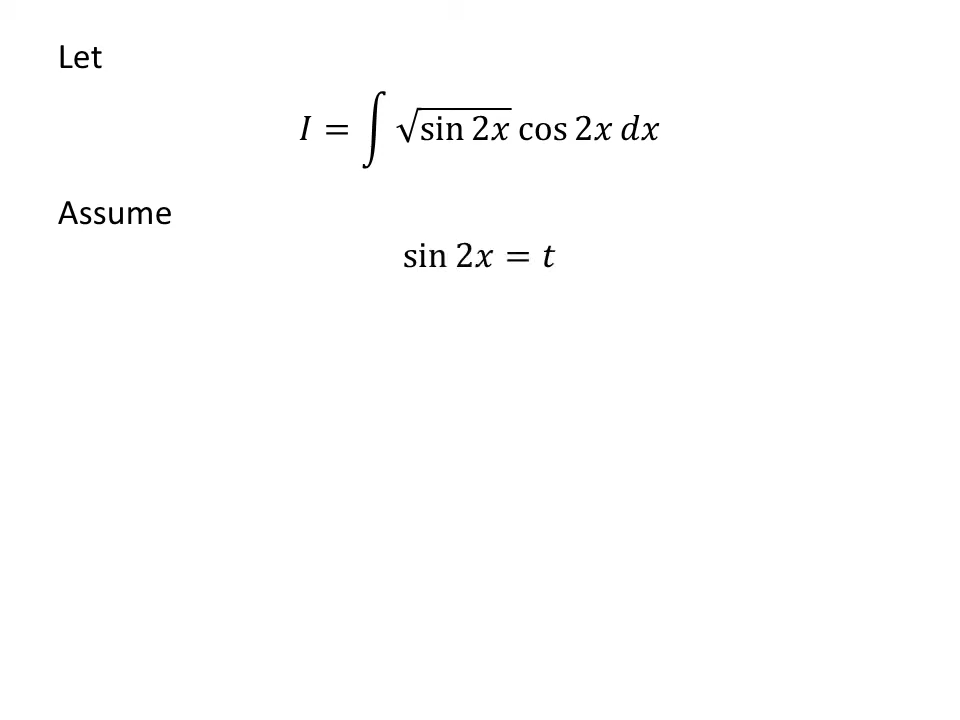 Let
𝐼 = ∫ √(sin 2𝑥) cos 2𝑥 𝑑𝑥
Assume
sin 2𝑥 = 𝑡